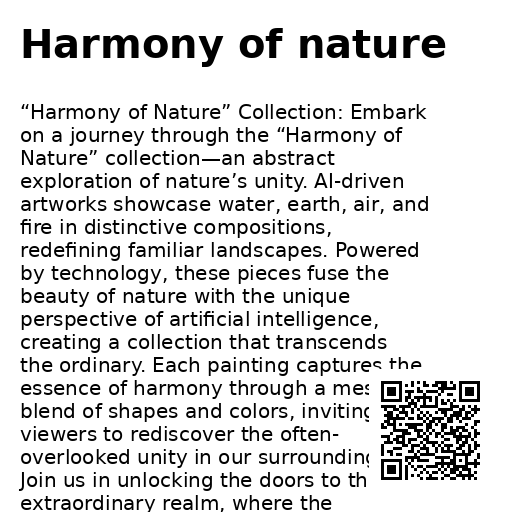 Harmony of nature
“Harmony of Nature” Collection: Embark
on a journey through the “Harmony of
Nature” collection—an abstract
exploration of nature’s unity. AI-driven
artworks showcase water, earth, air, and
fire in distinctive compositions,
redefining familiar landscapes. Powered
by technology, these pieces fuse the
beauty of nature with the unique
perspective of artificial intelligence,
creating a collection that transcends
the ordinary. Each painting captures the
essence of harmony through a
blend of shapes and colors, inviting
viewers to rediscover the often-
overlooked unity in our
Join us in unlocking the doors to
extraordinary realm, where the